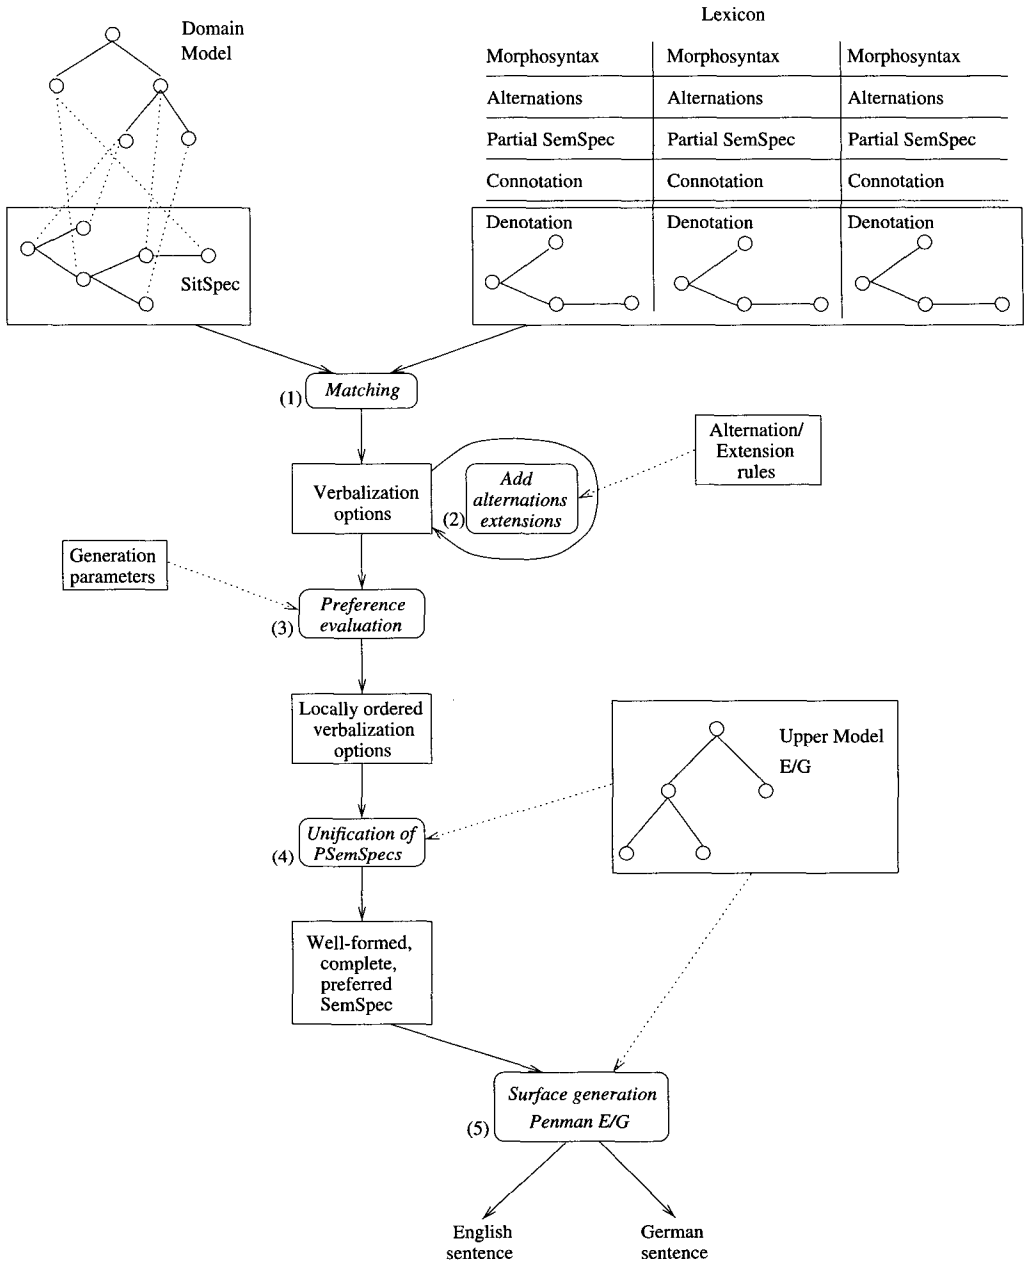 Domain
Model
Lexicon
Morphosyntax Morphosyntax Morphosyntax
Alternations Alternations Alternations
Partial SemSpec Partial SemSpec Partial SemSpec
Connotation Connotation Connotation
Denotation Denotation Denotation
SitSpec
(1) Matching
Verbalization
options
(2) Add
alternations
extensions
Alternation/
Extension
rules
Generation
parameters
(3) Preference
evaluation
Locally ordered
verbalization
options
Upper Model
E/G
(4) Unification of
PSemSpecs
Well-formed,
complete,
preferred
SemSpec
(5) Surface generation
Penman E/G
English
sentence
German
sentence